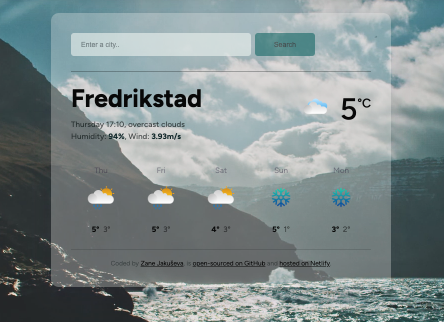 Enter a city..
Search
Fredrikstad
5°C
Thursday 17:10, overcast clouds
Humidity: 94%, Wind: 3.93m/s
Thu Fri Sat Sun Mon
5° 3° 5° 3° 4° 3° 5° 1° 3° 2°
Coded by Zane Jakuševa, is open-sourced on GitHub and hosted on Netlify